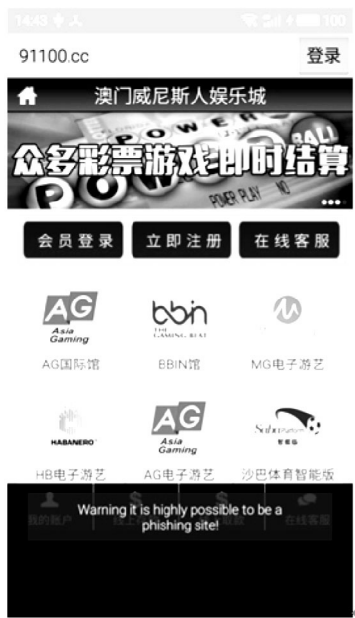 14:43
100
91100.cc
登录
澳门威尼斯人娱乐城
POWER
BALL
众多彩票游戏·即时结算
POWER PLAY NO
会员登录
立即注册
在线客服
AG
Asia
Gaming
bbin
THE
GAMING BEAT
AG国际馆
BBIN馆
MG电子游艺
HABANERO
AG
Asia
Gaming
Saba
HB电子游艺
AG电子游艺
沙巴体育智能版
我的账户
在线客服
Warning it is highly possible to be a
phishing site!